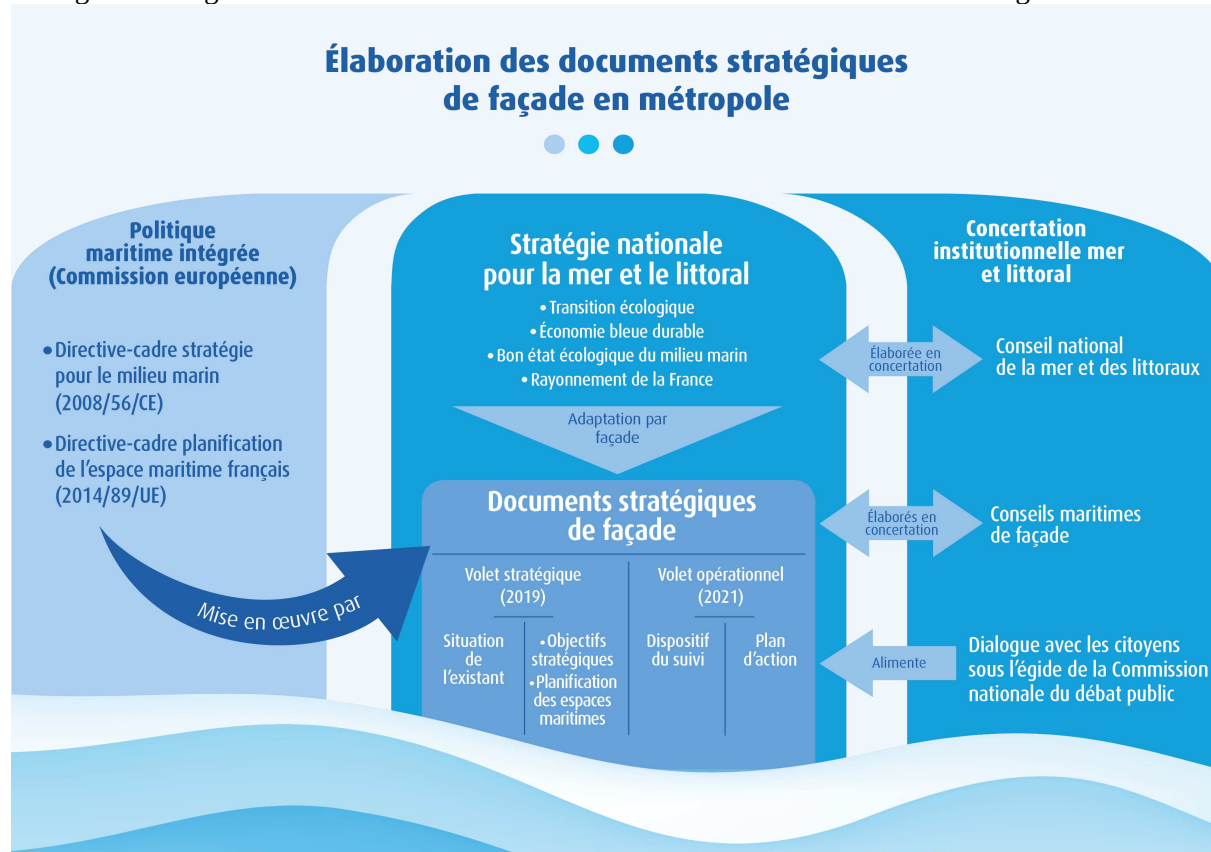 Élaboration des documents stratégiques
de façade en métropole
Politique
maritime intégrée
(Commission européenne)
• Directive-cadre stratégie
pour le milieu marin
(2008/56/CE)
• Directive-cadre planification
de l'espace maritime français
(2014/89/UE)
Mise en œuvre par
Stratégie nationale
pour la mer et le littoral
• Transition écologique
• Économie bleue durable
• Bon état écologique du milieu marin
• Rayonnement de la France
Adaptation par
façade
Documents stratégiques
de façade
Volet stratégique
(2019)
Situation
de
l'existant
• Objectifs
stratégiques
• Planification
des espaces
maritimes
Volet opérationnel
(2021)
Dispositif
du suivi
Plan
d'action
Concertation
institutionnelle mer
et littoral
Élaborée en
concertation
Conseil national
de la mer et des littoraux
Élaborés en
concertation
Conseils maritimes
de façade
Alimente
Dialogue avec les citoyens
sous l'égide de la Commission
nationale du débat public